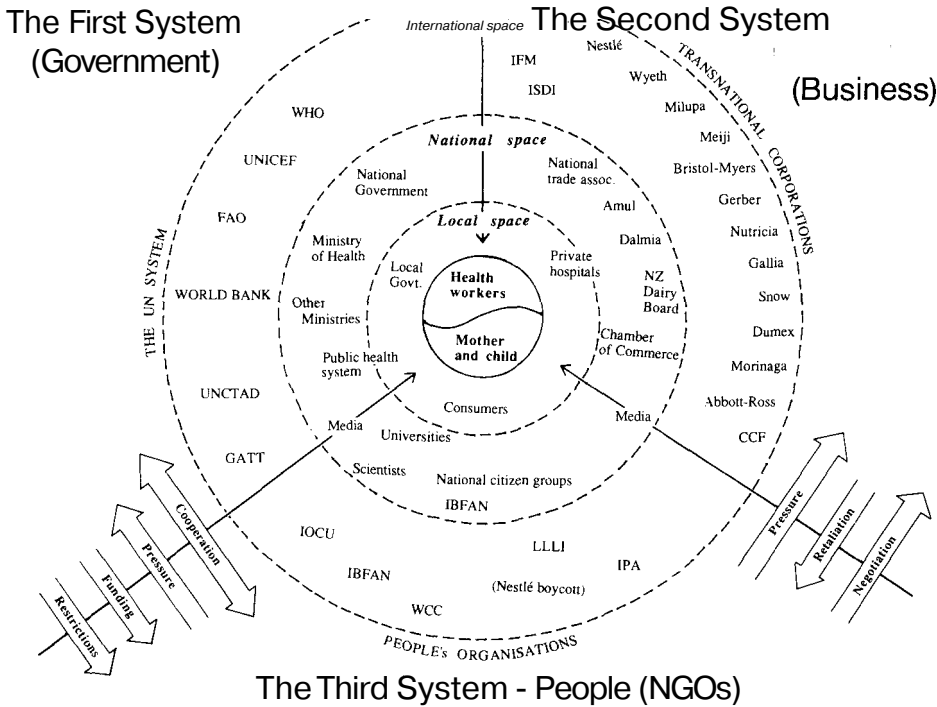 The First System
(Government)
International space
The Second System
(Business)
TRANSNATIONAL CORPORATIONS
IFM
Nestlé
ISDI
Wyeth
Milupa
Meiji
Bristol-Myers
Gerber
Nutricia
Gallia
Snow
Dumex
Morinaga
Abbott-Ross
CCF
WHO
UNICEF
FAO
THE UN SYSTEM
WORLD BANK
UNCTAD
GATT
National space
National
Government
National
trade assoc.
Amul
Dalmia
NZ
Dairy
Board
Chamber
of Commerce
Ministry
of Health
Other
Ministries
Public health
system
Local space
Local
Govt.
Private
hospitals
Health
workers
Mother
and child
Consumers
Media
Media
Universities
Scientists
National citizen groups
IBFAN
IOCU
IBFAN
WCC
LLLI
(Nestlé boycott)
IPA
PEOPLE's ORGANISATIONS
Cooperation
Pressure
Funding
Restrictions
Pressure
Retaliation
Negotiation
The Third System - People (NGOs)